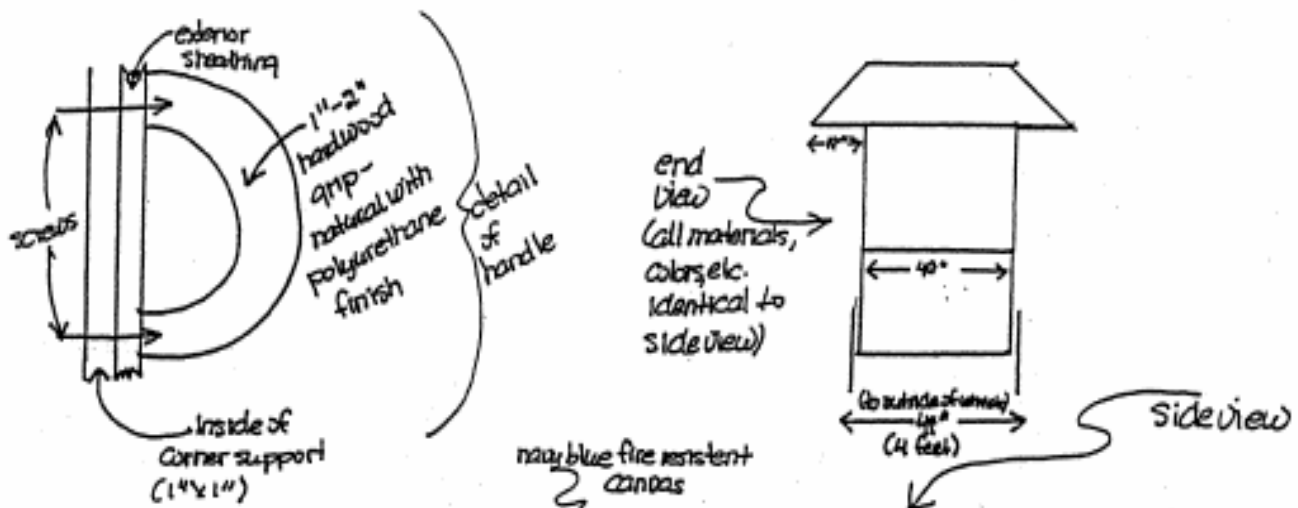 exterior
sheathing
1"-2"
hardwood
grip-
natural with
polyurethane
finish
screws
detail
of
handle
inside of
corner support
(1"x1")
end
view
(all materials,
colors, etc.
identical to
side view)
40"
(to outside of
(4 feet)
side view
navy blue fire resistent
canvas